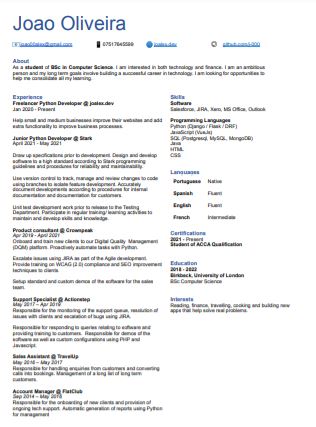 Joao Oliveira
07517645599
joales.dev
About
As a student of BSc in Computer Science. I am interested in both technology and finance. I am an ambitious
person and my long term goals involve building a successful career in technology. I am looking for opportunities to
help me consolidate all my learning.
Experience
Freelancer Python Developer @ joales.dev
Jan 2020 - Present
Help small and medium businesses improve their websites and add
extra functionality to improve business processes.
Junior Python Developer @ Stark
April 2021 - May 2021
Draw up specifications prior to development. Design and develop
software to a high standard according to Stark programming
guidelines and procedures for reliability and maintainability.
Use version control to track, manage and review changes to code
using branches to isolate feature development. Accurately
document developments according to procedures for internal
documentation and documentation for customers.
Unit test development work prior to release to the Testing
Department. Participate in regular training/ learning activities to
maintain and develop skills and knowledge.
Product consultant @ Crownpeak
Apr 2019 - April 2021
Onboard and train new clients to our Digital Quality Management
(DQM) platform. Proactively automate tasks with Python.
Escalate issues using JIRA as part of the Agile development.
Provide training on WCAG (2.0) compliance and SEO improvement
techniques to clients
Setup standard and custom demos of the software for the sales
team.
Support Specialist @ Actionstep
May 2017 - Apr 2019
Responsible for monitoring of the support queue, resolution of
issues with clients and escalation of bugs using JIRA.
Responsible for responding to queries relating to software and
providing training to customers. Responsible for demos of the
software as well as custom configurations using PHP and
Javascript.
Sales Assistant @ TravelUp
May 2016 - May 2017
Responsible for handling enquiries from customers and converting
calls into bookings. Management of a long list of long term
customers.
Account Manager @ FlatClub
Sep 2014 - May 2016
Responsible for the onboarding of new clients and provision of
ongoing tech support. Automatic generation of reports using Python
for management
Skills
Software
Salesforce, JIRA, Xero, MS Office, Outlook
Programming Languages
Python (Django / Flask / DRF)
JavaScript (VueJs)
SQL (Postgresql, MySQL, MongoDB)
Java
HTML
CSS
Languages
Portuguese Native
Spanish Fluent
English Fluent
French Intermediate
Certifications
2021 - Present
Student of ACCA Qualification
Education
2018 - 2022
Birkbeck, University of London
BSc Computer Science
Interests
Reading, finance, travelling, cooking and building new
apps that help solve real problems.